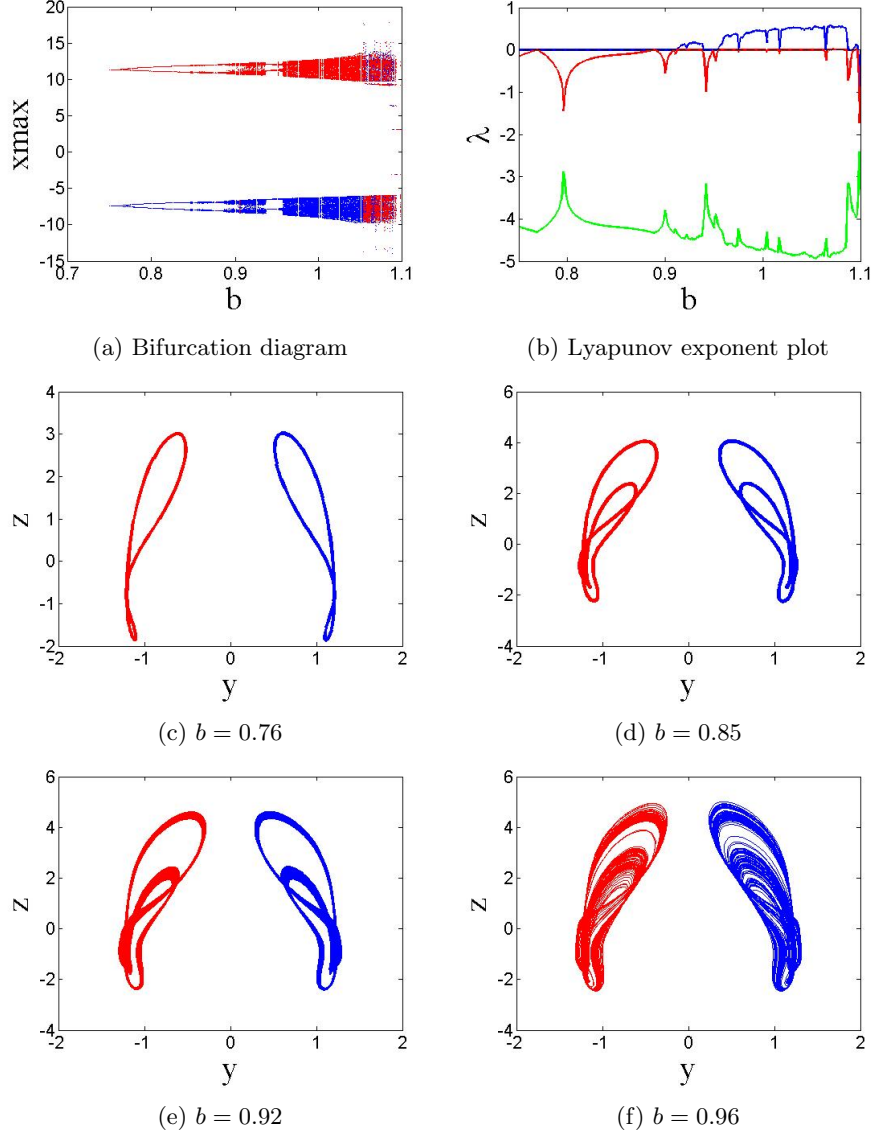 20
15
10
5
0
-5
-10
15
xmax
0.7 0.8 0.9 1 1.1
b
(a) Bifurcation diagram
1
0
-1
-2
-3
-4
-5
λ
0.8 0.9 1 1.1
b
(b) Lyapunov exponent plot
4
3
2
1
0
-1
-2
z
-2 -1 0 1 2
y
(c) b = 0.76
6
4
2
0
-2
-4
z
-2 -1 0 1 2
y
(d) b = 0.85
6
4
2
0
-2
-4
z
-2 -1 0 1 2
y
(e) b = 0.92
6
4
2
0
-2
-4
z
-2 -1 0 1 2
y
(f) b = 0.96